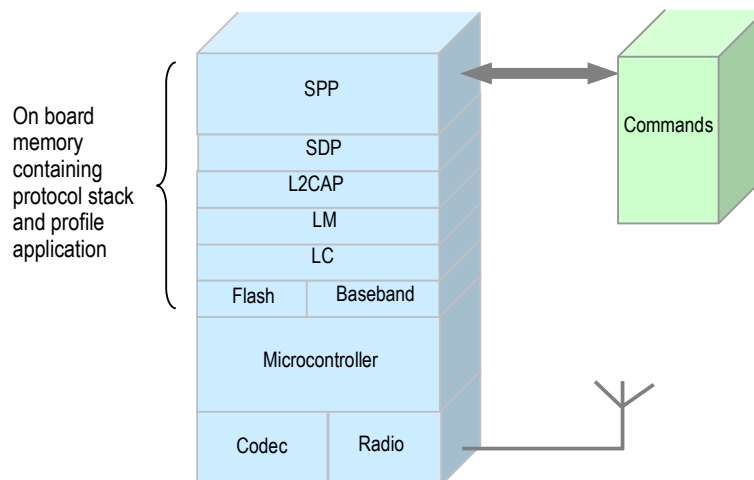 SPP
Commands
On board
memory
containing
protocol stack
and profile
application
SDP
L2CAP
LM
LC
Flash Baseband
Microcontroller
Codec Radio